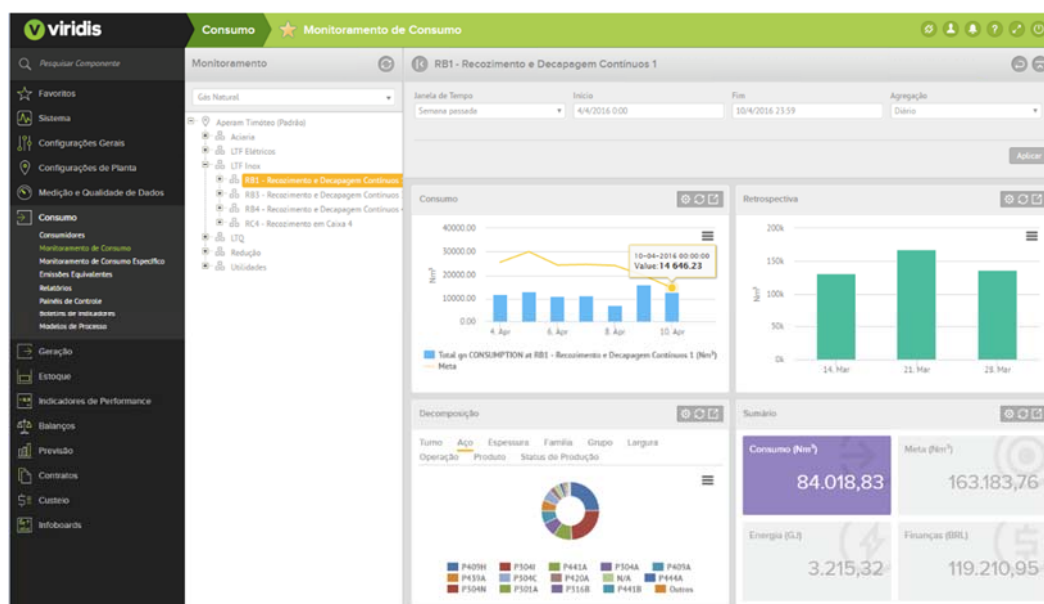 viridis
Consumo
Monitoramento de Consumo
Pesquisar Componente
Favoritos
Sistema
Configurações Gerais
Configurações de Planta
Medição e Qualidade de Dados
Consumo
Consumidores
Monitoramento de Consumo
Monitoramento de Consumo Específico
Emissões Equivalentes
Relatórios
Painéis de Controle
Boletins de Indicadores
Modelos de Processo
Geração
Estoque
Indicadores de Performance
Balanços
Previsão
Contratos
Custeio
Infoboards
Monitoramento
Gás Natural
Aperam Timóteo (Padrão)
Aciaria
LTF Elétricos
LTF Inox
RB1 - Recozimento e Decapagem Contínuos
RB3 - Recozimento e Decapagem Contínuos
RB4 - Recozimento e Decapagem Contínuos
RC4 - Recozimento em Caixa 4
LTQ
Redução
Utilidades
RB1 - Recozimento e Decapagem Contínuos 1
Janela de Tempo
Início
Fim
Agregação
Semana passada
4/4/2016 0:00
10/4/2016 23:59
Diário
Aplicar
Consumo
40000.00
30000.00
20000.00
10000.00
0.00
Nm³
10-04-2016 00:00:00
Value: 14 646.23
4. Apr
6. Apr
8. Apr
10. Apr
Total gn CONSUMPTION at RB1 - Recozimento e Decapagem Contínuos 1 (Nm³)
Meta
Retrospectiva
200k
150k
100k
50k
0k
Nm³
14. Mar
21. Mar
28. Mar
Decomposição
Turno Aço Espessura Família Grupo Largura
Operação Produto Status do Produção
P409H P304I P441A P304A P409A
P439A P304C P420A N/A P444A
P304N P301A P316B P441B Outros
Sumário
Consumo (Nm³)
84.018,83
Meta (Nm³)
163.183,76
Energia (GJ)
3.215,32
Finanças (BRL)
119.210,95